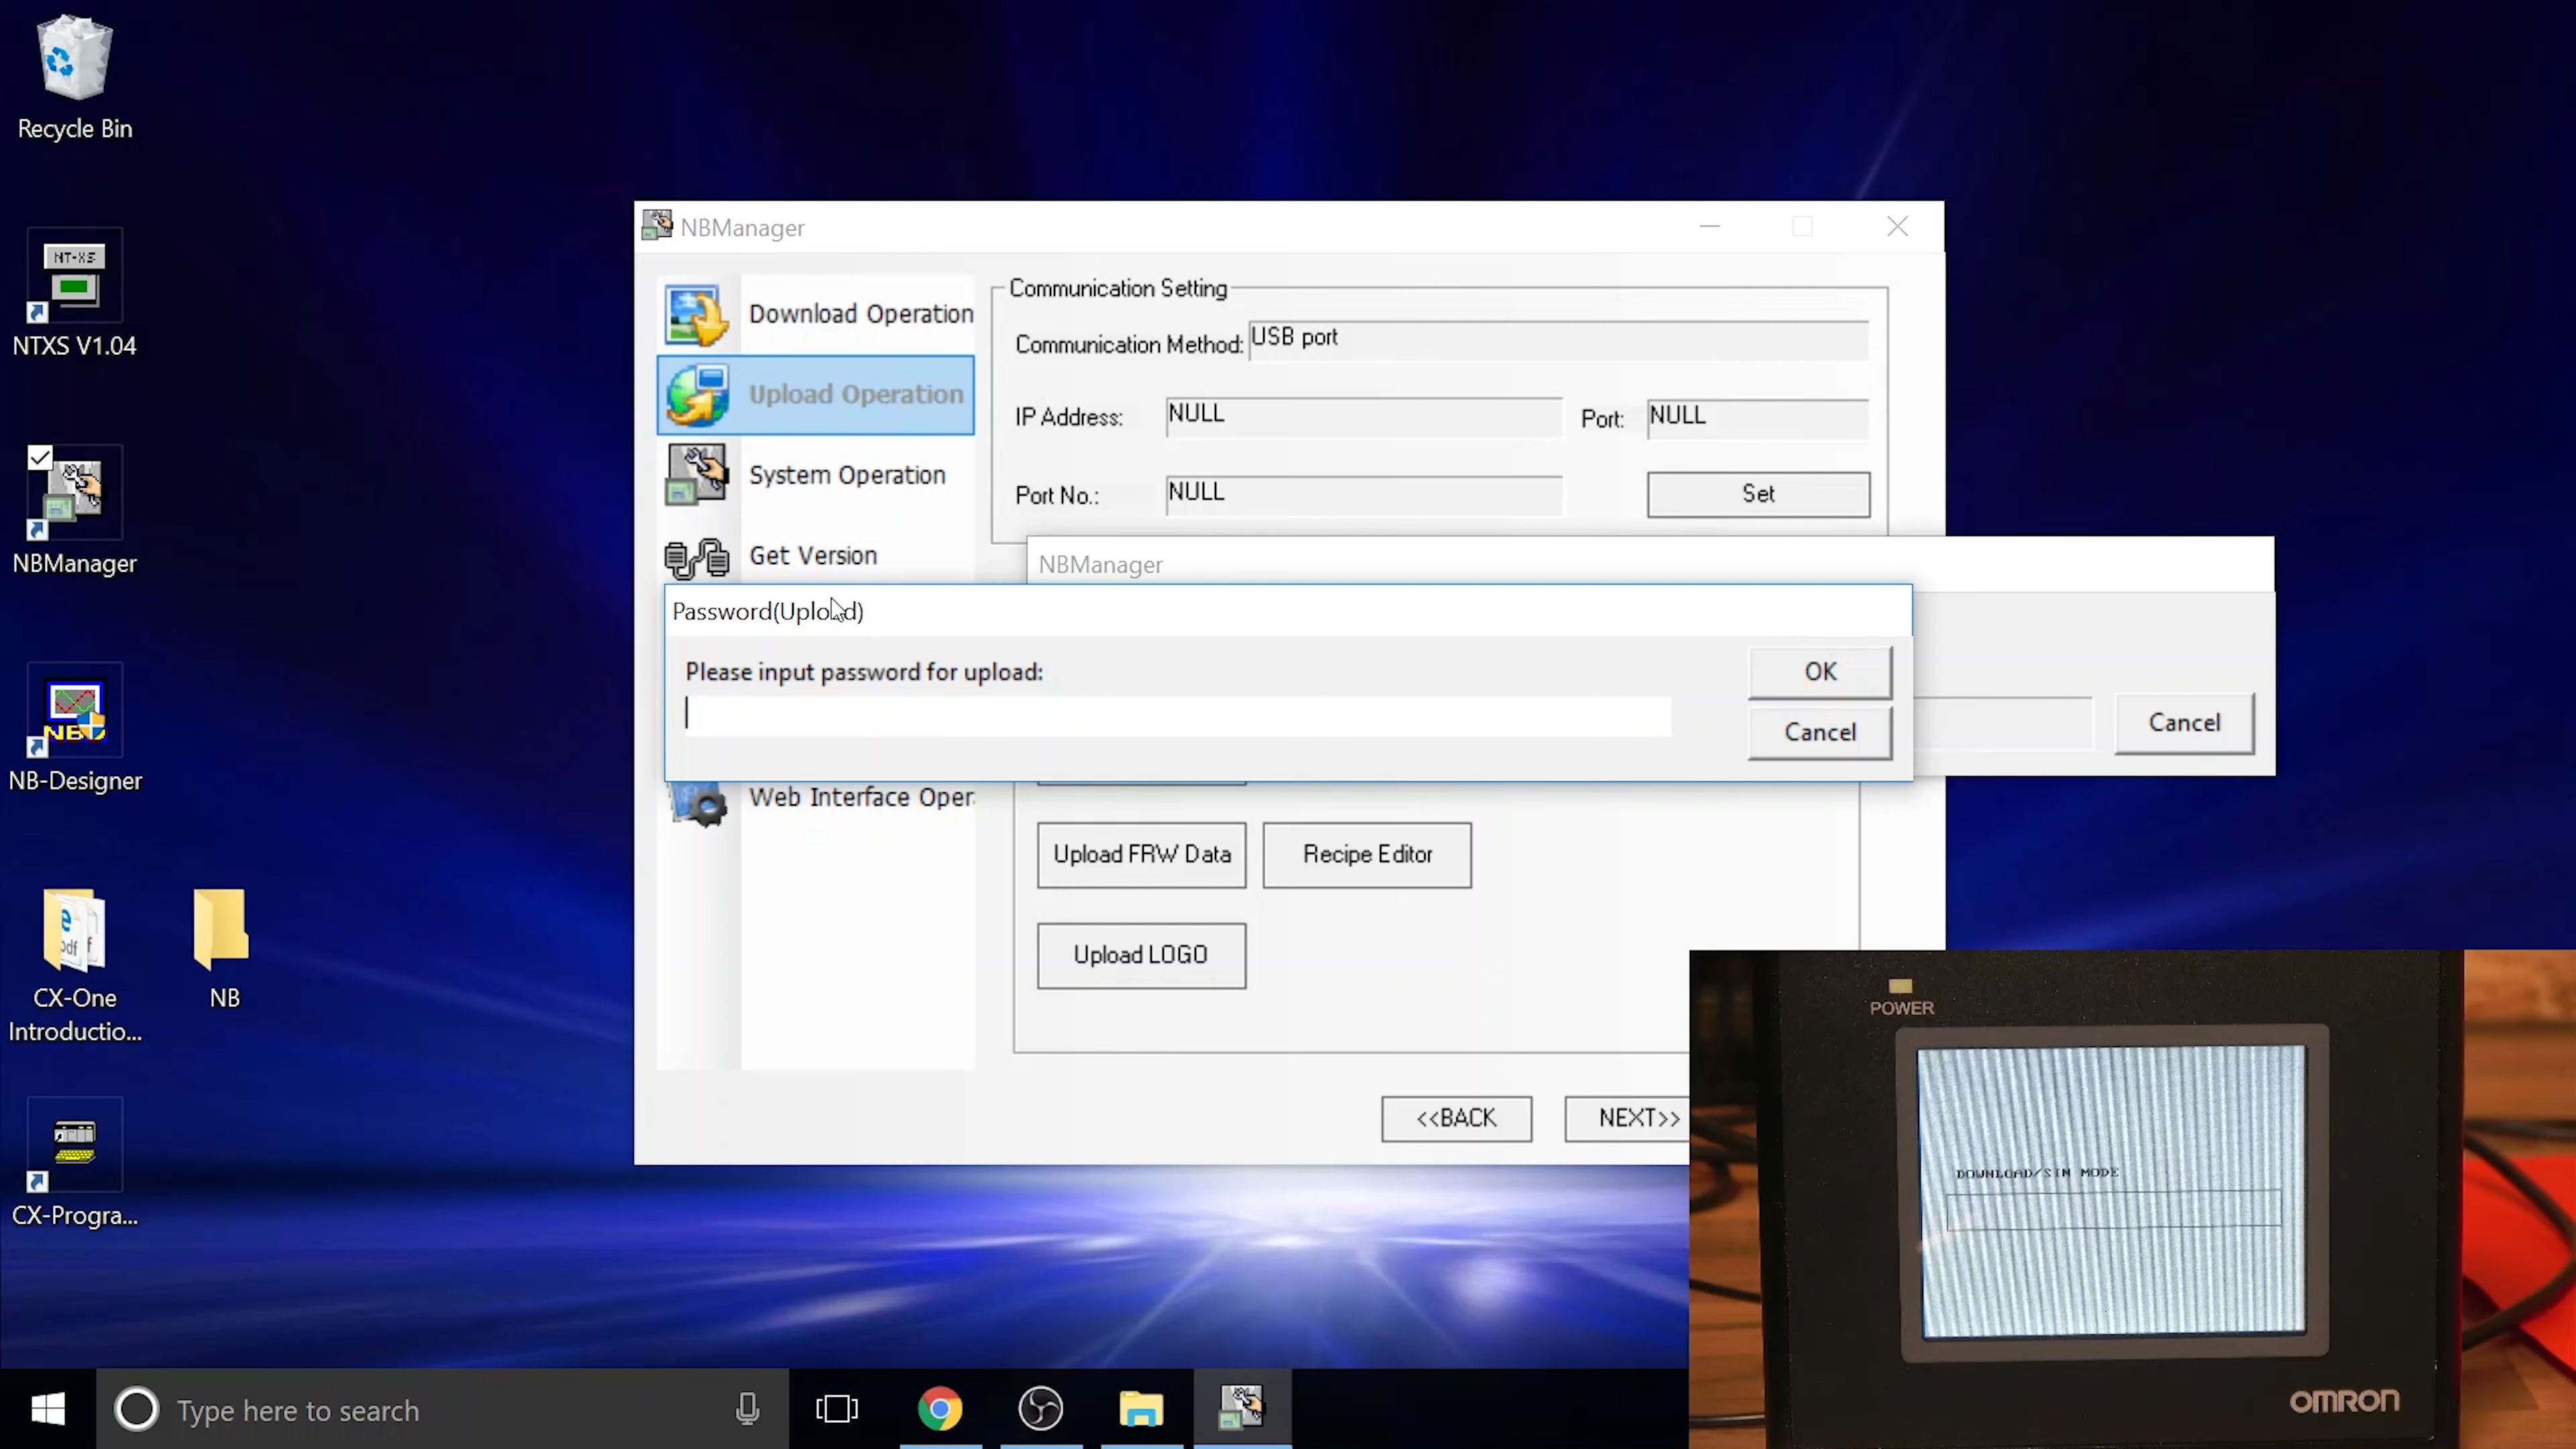 Recycle Bin
NT-XS
NTXS V1.04
NBManager
NBD
NB-Designer
CX-One
Introductio...
NB
CX-Progra...
NBManager
Download Operation
Upload Operation
System Operation
Get Version
Web Interface Oper
Communication Setting
Communication Method: USB port
IP Address: NULL
Port: NULL
Port No.: NULL
Set
NBManager
Cancel
Password(Upload)
Please input password for upload:
OK
Cancel
Upload FRW Data
Recipe Editor
Upload LOGO
<<BACK
NEXT>>
POWER
DOWNLOAD/SIM MODE
OMRON
Type here to search